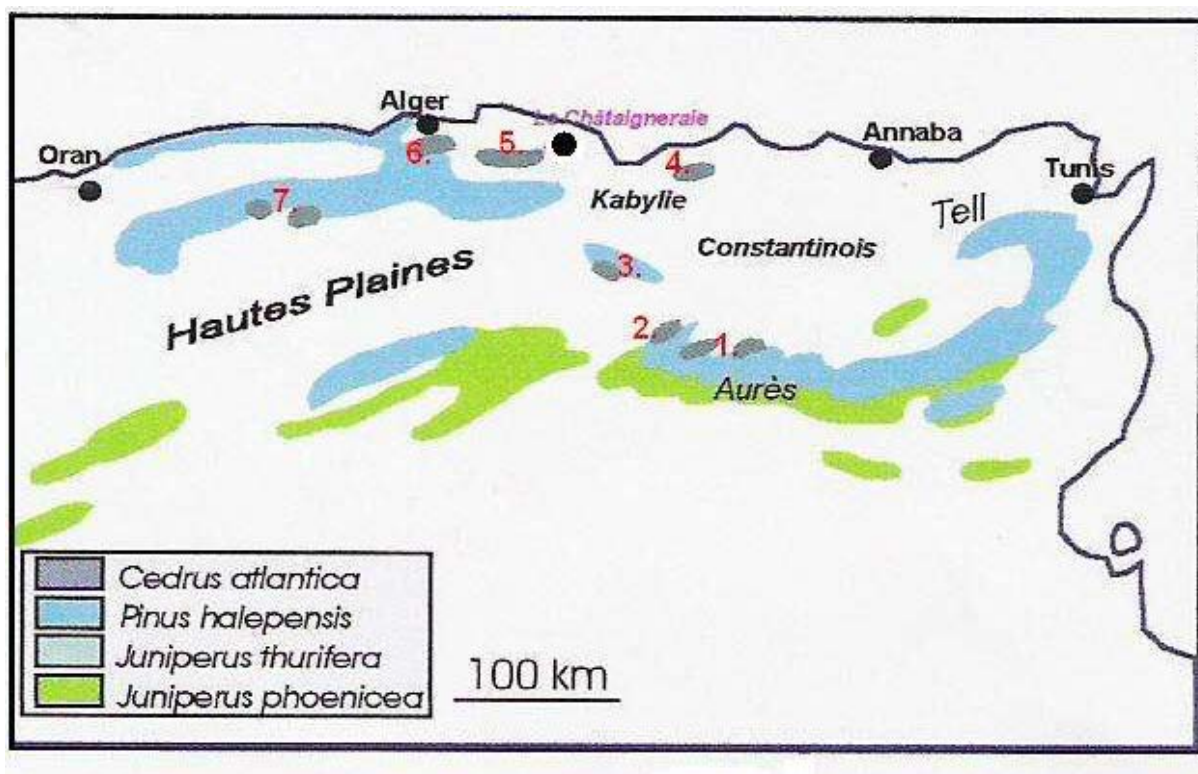 Alger
La Châtaigneraie
Oran
6.
5.
4.
Annaba
Tunis
7.
Kabylie
Tell
Constantinois
3.
Hautes Plaines
2.
1.
Aurès
Cedrus atlantica
Pinus halepensis
Juniperus thurifera
Juniperus phoenicea
100 km